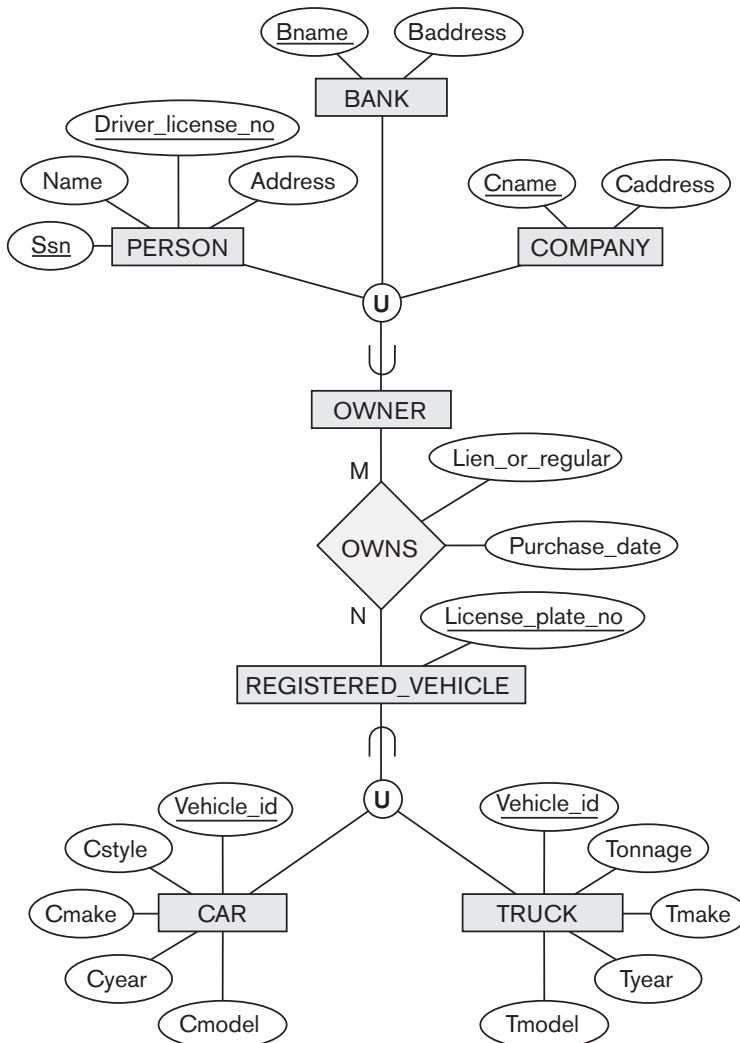 Bname Baddress
BANK
Driver_license_no
Name Address Cname Caddress
Ssn PERSON COMPANY
U
OWNER
M Lien_or_regular
OWNS Purchase_date
N License_plate_no
REGISTERED_VEHICLE
U
Vehicle_id Vehicle_id
Cstyle Tonnage
Cmake CAR TRUCK Tmake
Cyear Tyear
Cmodel Tmodel